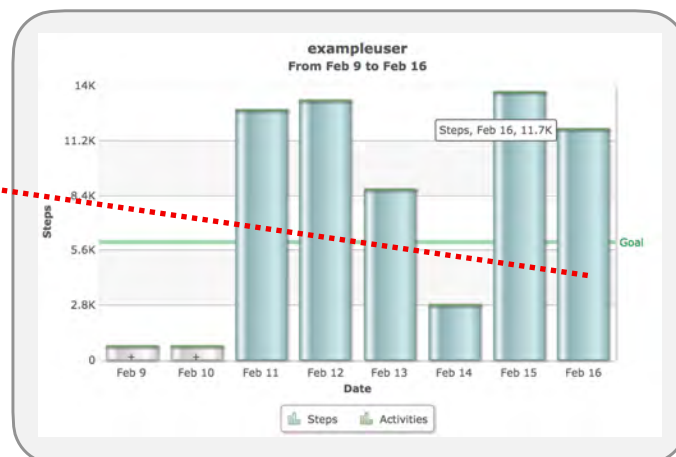 exampleuser
From Feb 9 to Feb 16
14K
11.2K
8.4K
5.6K
2.8K
0
Steps
Steps, Feb 16, 11.7K
Goal
+ +
Feb 9 Feb 10 Feb 11 Feb 12 Feb 13 Feb 14 Feb 15 Feb 16
Date
Steps Activities